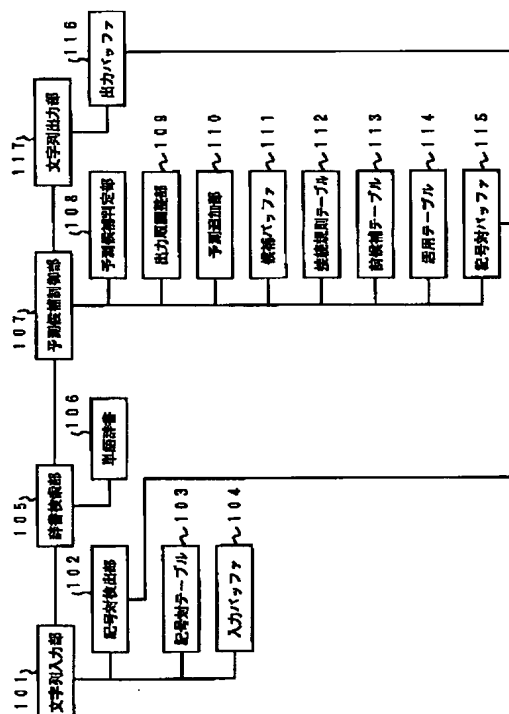 101
文字列入力部
102
記号対検出部
記号対テーブル
103
入力バッファ
104
105
辞書検索部
106
単語辞書
107
予測候補制御部
108
予測候補判定部
出力順調整部
109
予測追加部
110
候補バッファ
111
接続規則テーブル
112
詞候補テーブル
113
活用テーブル
114
記号対バッファ
115
117
文字列出力部
116
出力バッファ